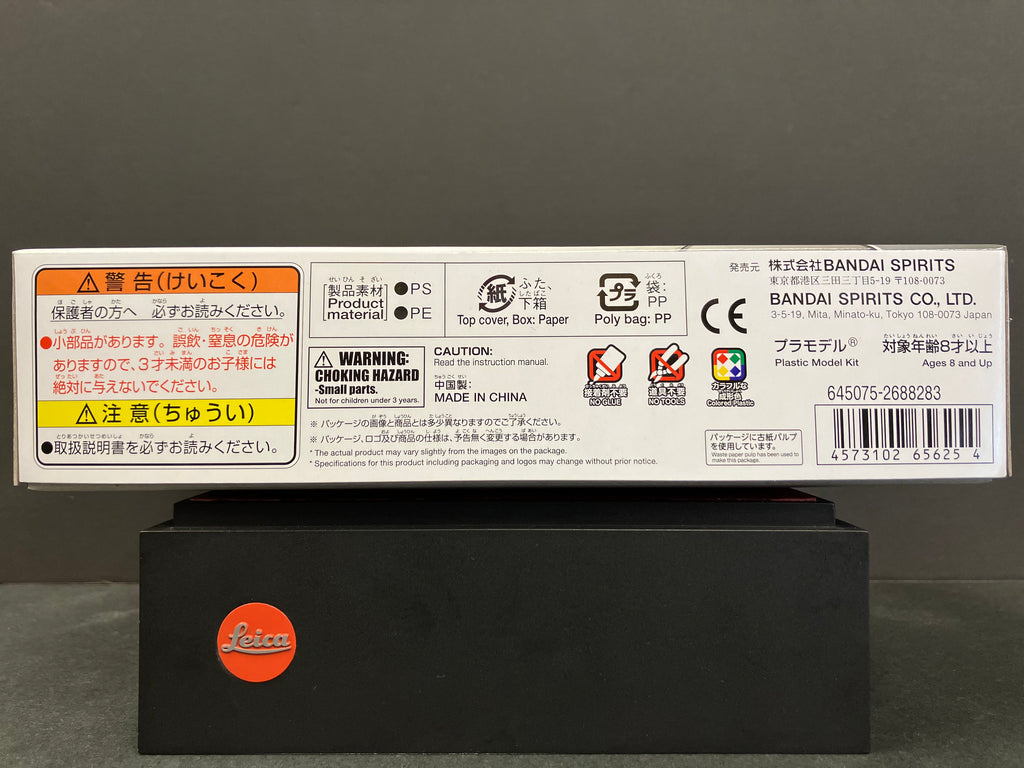 警告(けいこく)
保護者の方へ 必ずお読みください。
●小部品があります。誤飲・窒息の危険が
ありますので、3才未満のお子様には
絶対に与えないでください。
注意(ちゅうい)
●取扱説明書を必ずお読みください。
製品素材
Product material
●PS
●PE
紙
ふた、
下箱
Top cover, Box: Paper
プラ
袋:
PP
Poly bag: PP
WARNING:
CHOKING HAZARD
-Small parts.
Not for children under 3 years.
CAUTION:
Read the instruction manual.
中国製:
MADE IN CHINA
接着剤不要
NO GLUE
道具不要
NO TOOLS
カラフルな
成形色
Colored Plastic
※パッケージの画像と商品とは多少異なりますのでご了承ください。
※パッケージ、ロゴ及び商品の仕様は、予告無く変更する場合があります。
*The actual product may vary slightly from the images on the package.
*Specifications for this product including packaging and logos may change without prior notice.
発売元 株式会社BANDAI SPIRITS
東京都港区三田三丁目5-19 〒108-0073
CE
BANDAI SPIRITS CO., LTD.
3-5-19, Mita, Minato-ku, Tokyo 108-0073 Japan
プラモデル®
Plastic Model Kit
対象年齢8才以上
Ages 8 and Up
645075-2688283
パッケージに古紙パルプ
を使用しています。
Waste paper pulp has been used to
make this package.
4573102 65625 4
Leica